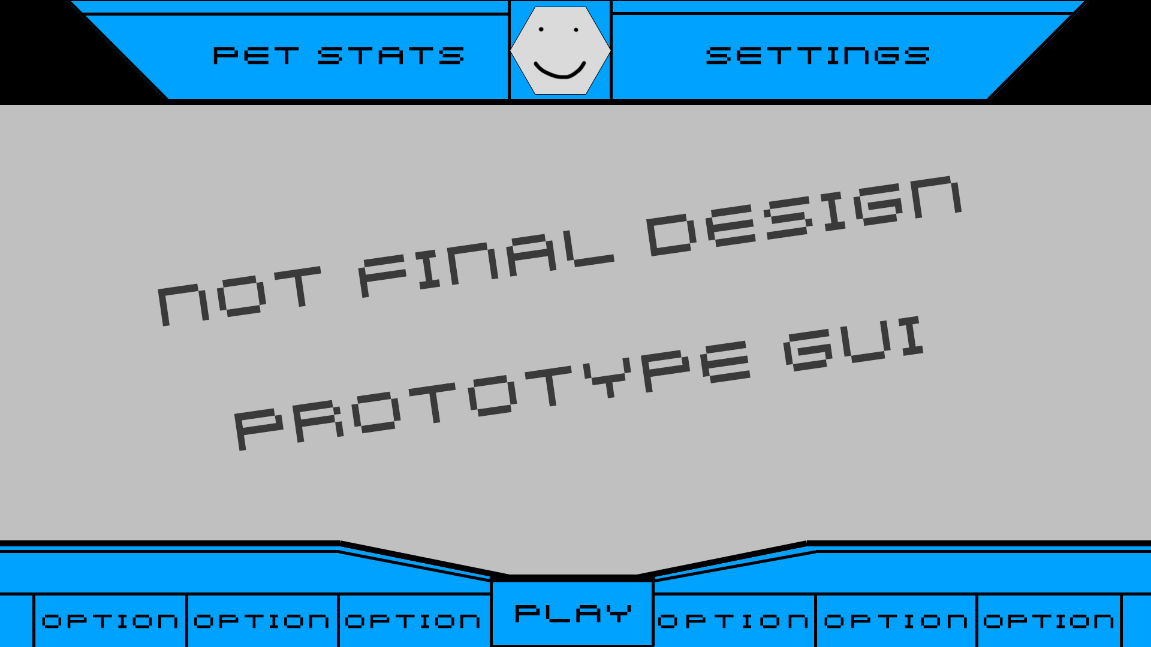 PET STATS SETTINGS
NOT FINAL DESIGN
PROTOTYPE GUI
OPTION OPTION OPTION PLAY OPTION OPTION OPTION